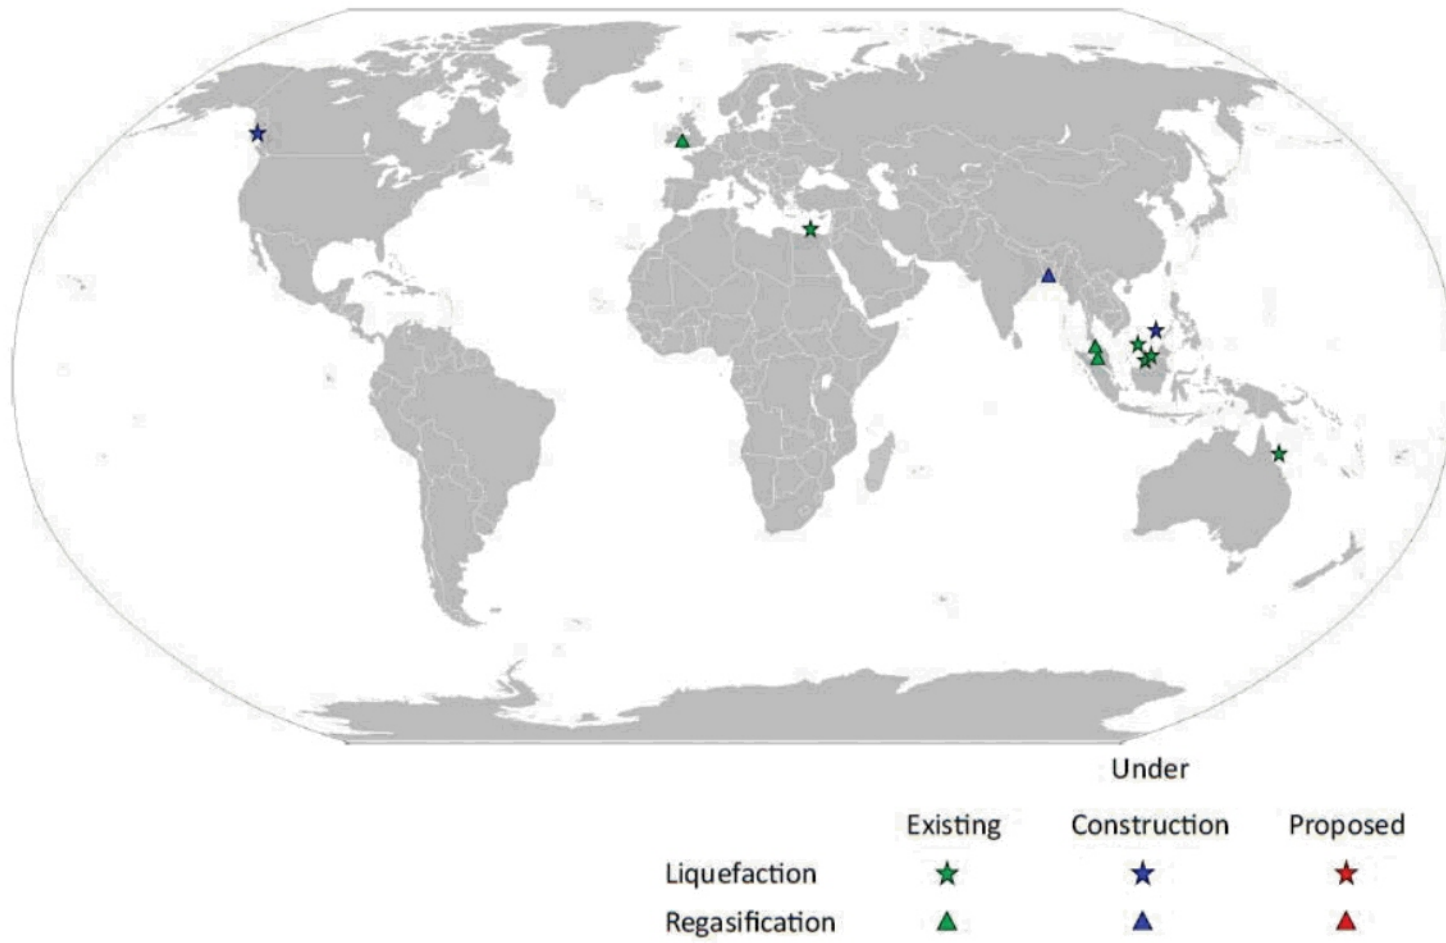 Under
Existing Construction Proposed
Liquefaction
Regasification